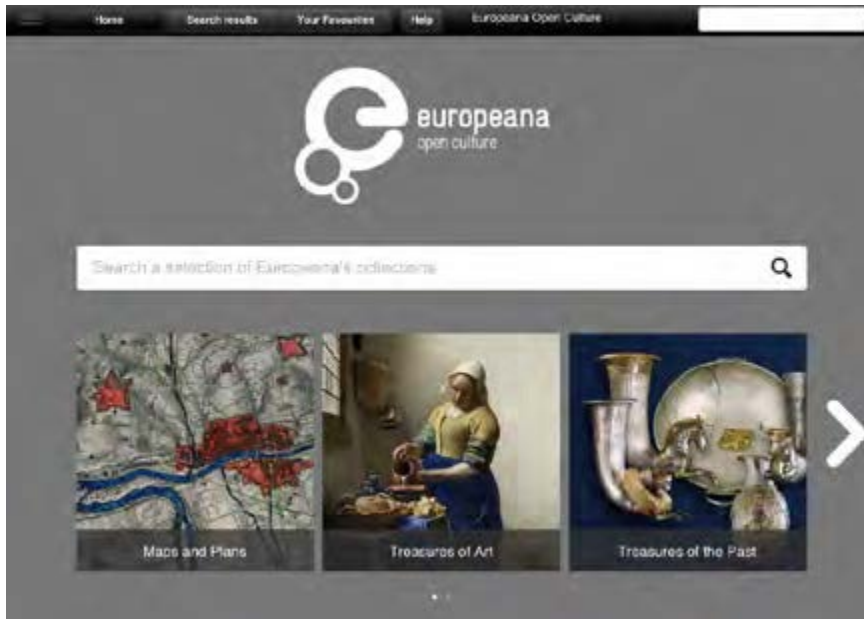 Home Search results Your Favourites Help Europeana Open Culture
europeana
open culture
Search a selection of Europeana's collections
Maps and Plans Treasures of Art Treasures of the Past